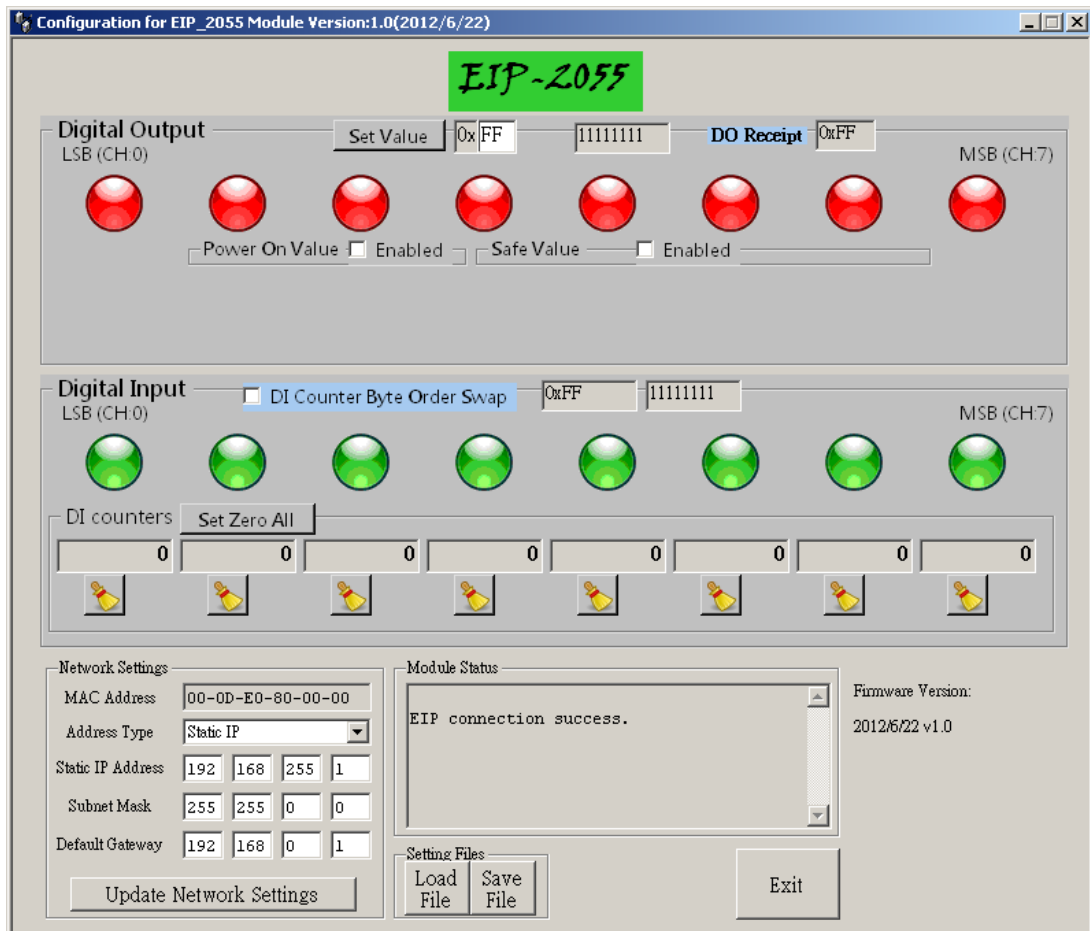 Configuration for EIP_2055 Module Version:1.0(2012/6/22)
EIP-2055
Digital Output
Set Value
0x FF
11111111
DO Receipt
0xFF
LSB (CH:0)
MSB (CH:7)
Power On Value Enabled
Safe Value Enabled
Digital Input
DI Counter Byte Order Swap
0xFF
11111111
LSB (CH:0)
MSB (CH:7)
DI counters
Set Zero All
0 0 0 0 0 0 0 0
Network Settings
MAC Address 00-0D-E0-80-00-00
Address Type Static IP
Static IP Address 192 168 255 1
Subnet Mask 255 255 0 0
Default Gateway 192 168 0 1
Update Network Settings
Module Status
EIP connection success.
Setting Files
Load File
Save File
Firmware Version:
2012/6/22 v1.0
Exit